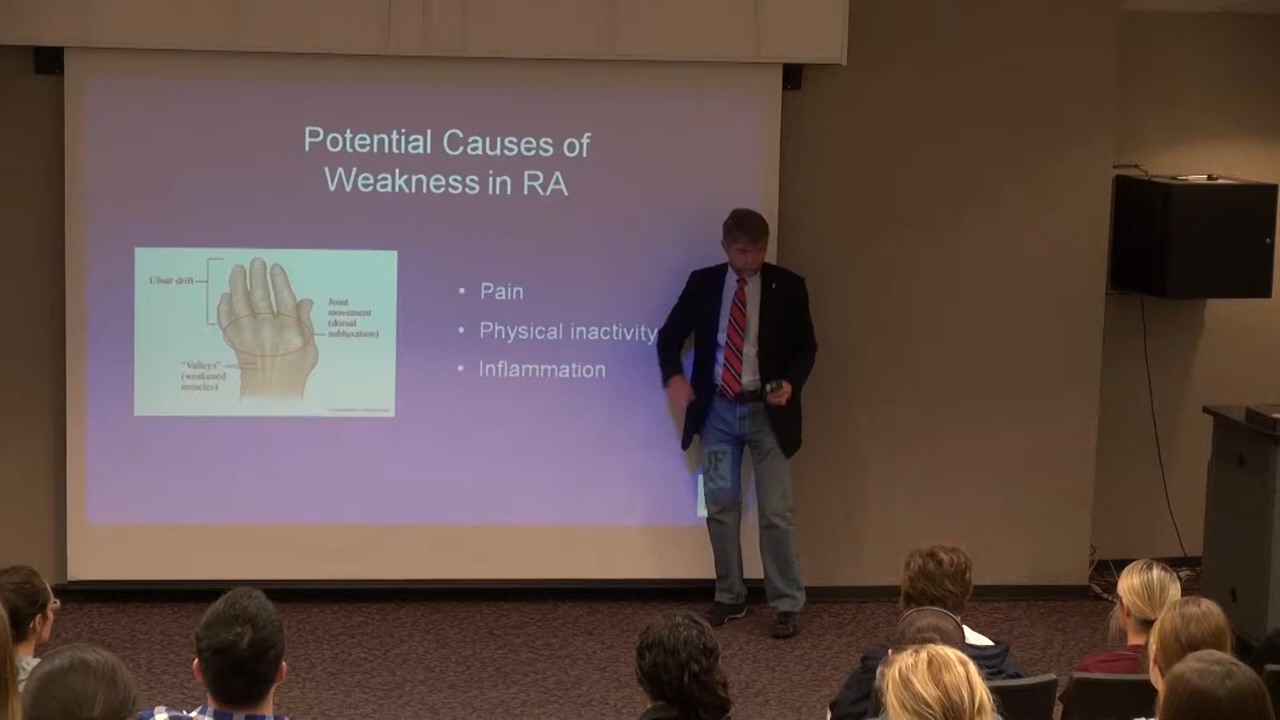 Potential Causes of
Weakness in RA
Ulnar drift
Joint
movement
(dorsal
subluxation)
"Valleys"
(weakened
muscles)
• Pain
• Physical inactivity
• Inflammation